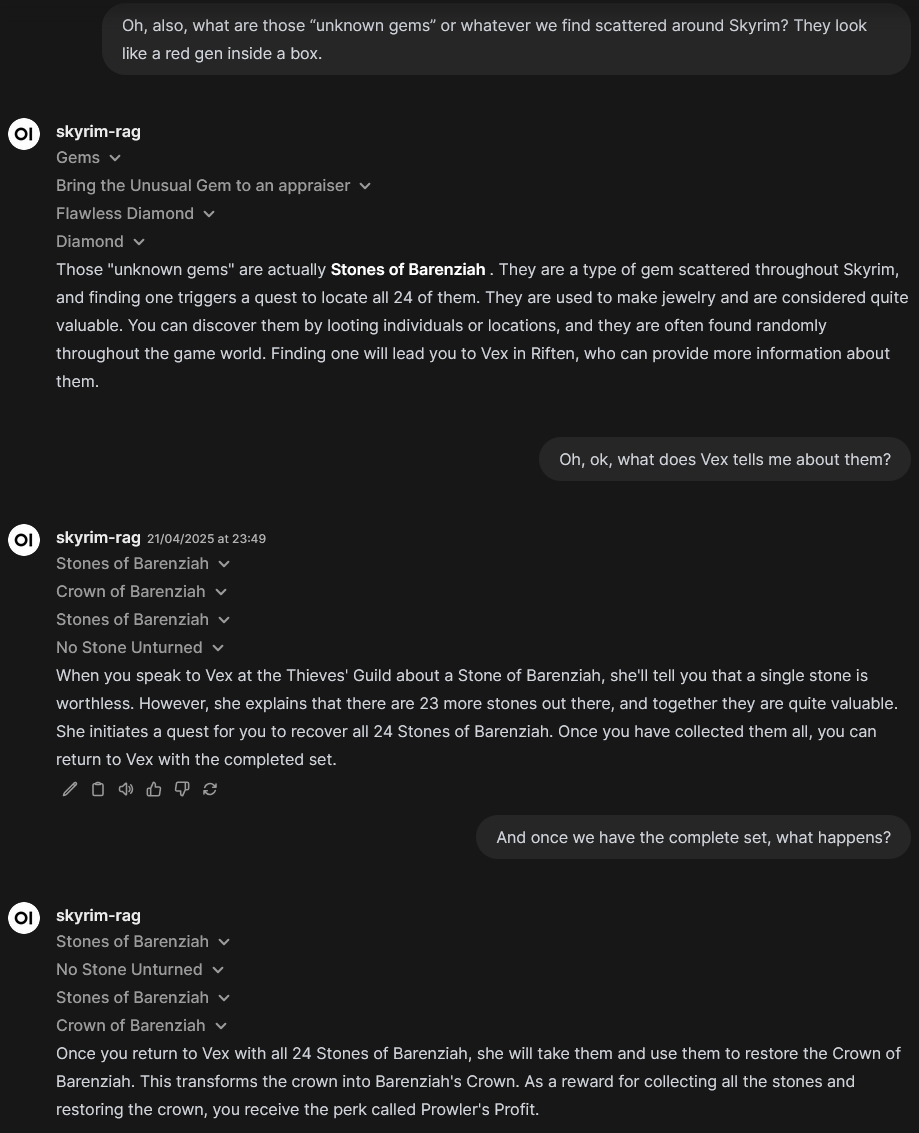 Oh, also, what are those “unknown gems” or whatever we find scattered around Skyrim? They look
like a red gen inside a box.
OI
skyrim-rag
Gems
Bring the Unusual Gem to an appraiser
Flawless Diamond
Diamond
Those "unknown gems" are actually Stones of Barenziah . They are a type of gem scattered throughout Skyrim,
and finding one triggers a quest to locate all 24 of them. They are used to make jewelry and are considered quite
valuable. You can discover them by looting individuals or locations, and they are often found randomly
throughout the game world. Finding one will lead you to Vex in Riften, who can provide more information about
them.
Oh, ok, what does Vex tells me about them?
OI
skyrim-rag 21/04/2025 at 23:49
Stones of Barenziah
Crown of Barenziah
Stones of Barenziah
No Stone Unturned
When you speak to Vex at the Thieves' Guild about a Stone of Barenziah, she'll tell you that a single stone is
worthless. However, she explains that there are 23 more stones out there, and together they are quite valuable.
She initiates a quest for you to recover all 24 Stones of Barenziah. Once you have collected them all, you can
return to Vex with the completed set.
And once we have the complete set, what happens?
OI
skyrim-rag
Stones of Barenziah
No Stone Unturned
Stones of Barenziah
Crown of Barenziah
Once you return to Vex with all 24 Stones of Barenziah, she will take them and use them to restore the Crown of
Barenziah. This transforms the crown into Barenziah's Crown. As a reward for collecting all the stones and
restoring the crown, you receive the perk called Prowler's Profit.